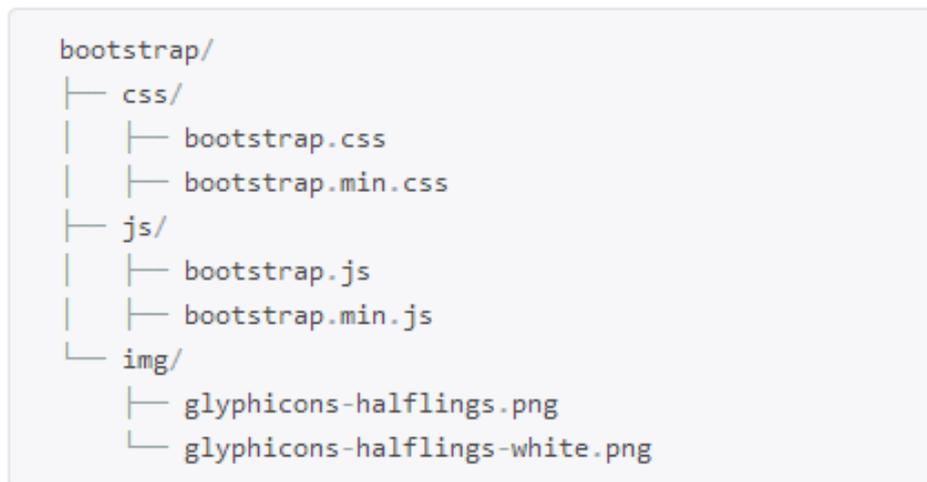 bootstrap/
├── css/
│   ├── bootstrap.css
│   ├── bootstrap.min.css
├── js/
│   ├── bootstrap.js
│   ├── bootstrap.min.js
└── img/
    ├── glyphicons-halflings.png
    └── glyphicons-halflings-white.png